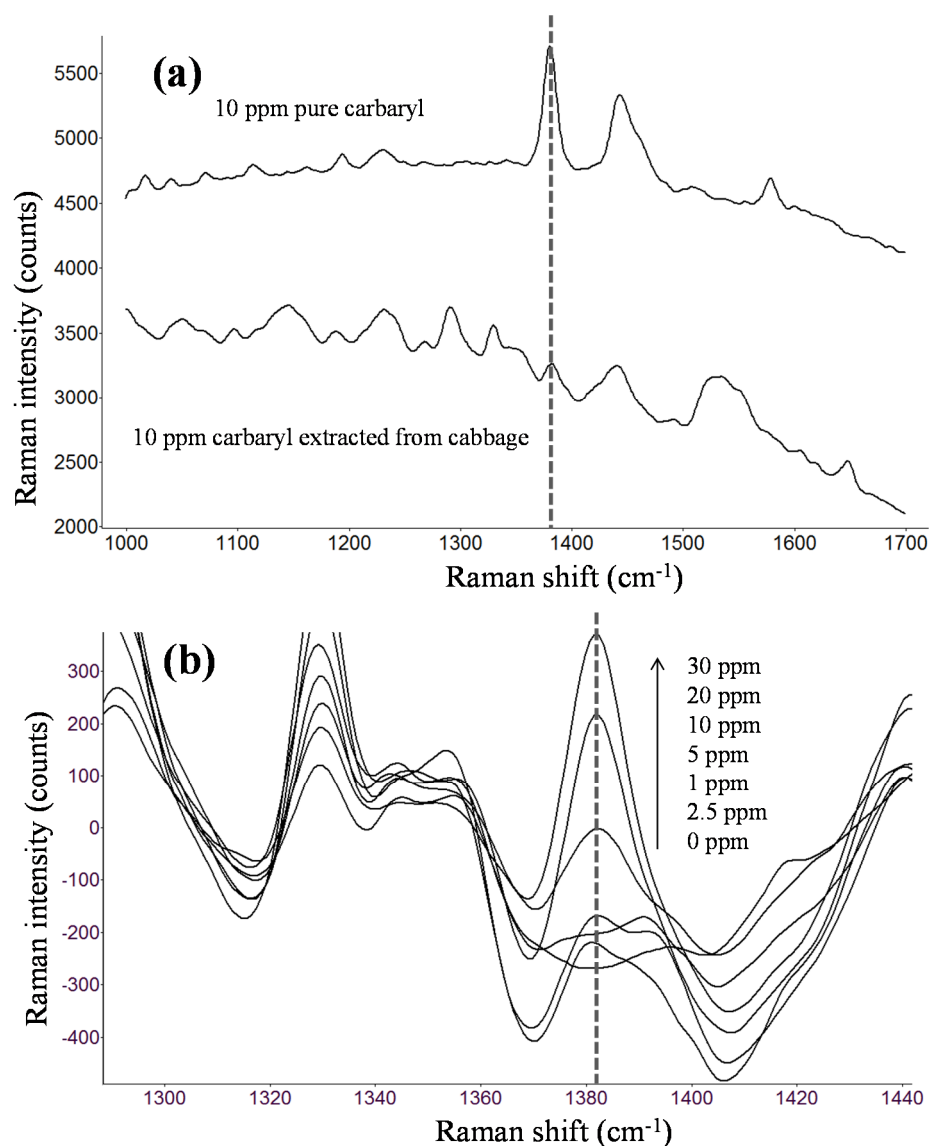 (a)
10 ppm pure carbaryl
10 ppm carbaryl extracted from cabbage
Raman intensity (counts)
5500
5000
4500
4000
3500
3000
2500
2000
1000 1100 1200 1300 1400 1500 1600 1700
Raman shift (cm-1)
(b)
30 ppm
20 ppm
10 ppm
5 ppm
1 ppm
2.5 ppm
0 ppm
Raman intensity (counts)
300
200
100
0
-100
-200
-300
-400
1300 1320 1340 1360 1380 1400 1420 1440
Raman shift (cm-1)